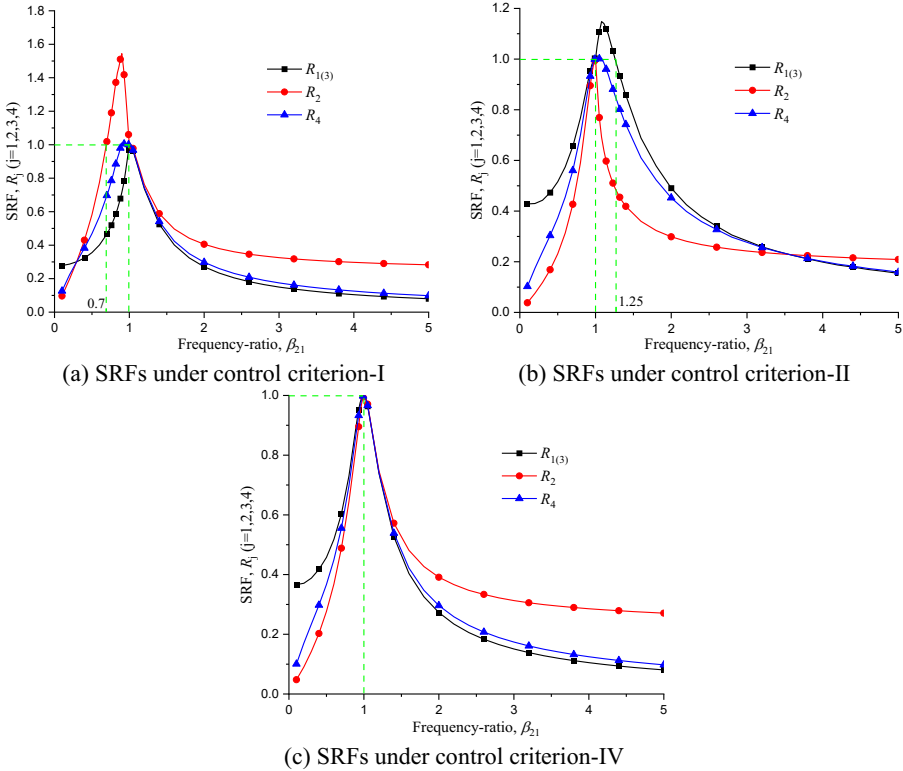 1.8
1.6
1.4
1.2
1.0
0.8
0.6
0.4
0.2
0.0
SRF, Rj (j=1,2,3,4)
R1(3)
R2
R4
0.7
0 1 2 3 4 5
Frequency-ratio, β21
(a) SRFs under control criterion-I
1.2
1.0
0.8
0.6
0.4
0.2
0.0
SRF, Rj (j=1,2,3,4)
R1(3)
R2
R4
1.25
0 1 2 3 4 5
Frequency-ratio, β21
(b) SRFs under control criterion-II
1.0
0.8
0.6
0.4
0.2
0.0
SRF, Rj (j=1,2,3,4)
R1(3)
R2
R4
0 1 2 3 4 5
Frequency-ratio, β21
(c) SRFs under control criterion-IV